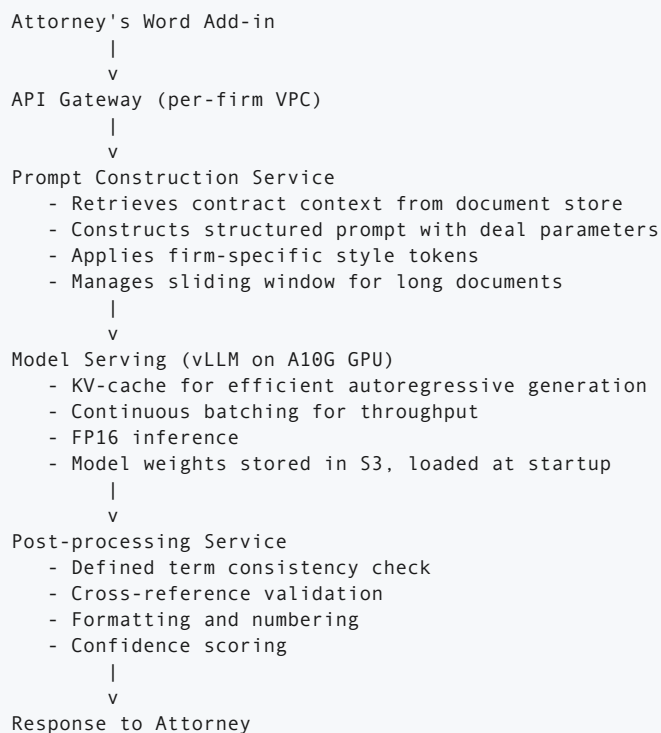 Attorney's Word Add-in
|
v
API Gateway (per-firm VPC)
|
v
Prompt Construction Service
- Retrieves contract context from document store
- Constructs structured prompt with deal parameters
- Applies firm-specific style tokens
- Manages sliding window for long documents
|
v
Model Serving (vLLM on A10G GPU)
- KV-cache for efficient autoregressive generation
- Continuous batching for throughput
- FP16 inference
- Model weights stored in S3, loaded at startup
|
v
Post-processing Service
- Defined term consistency check
- Cross-reference validation
- Formatting and numbering
- Confidence scoring
|
v
Response to Attorney